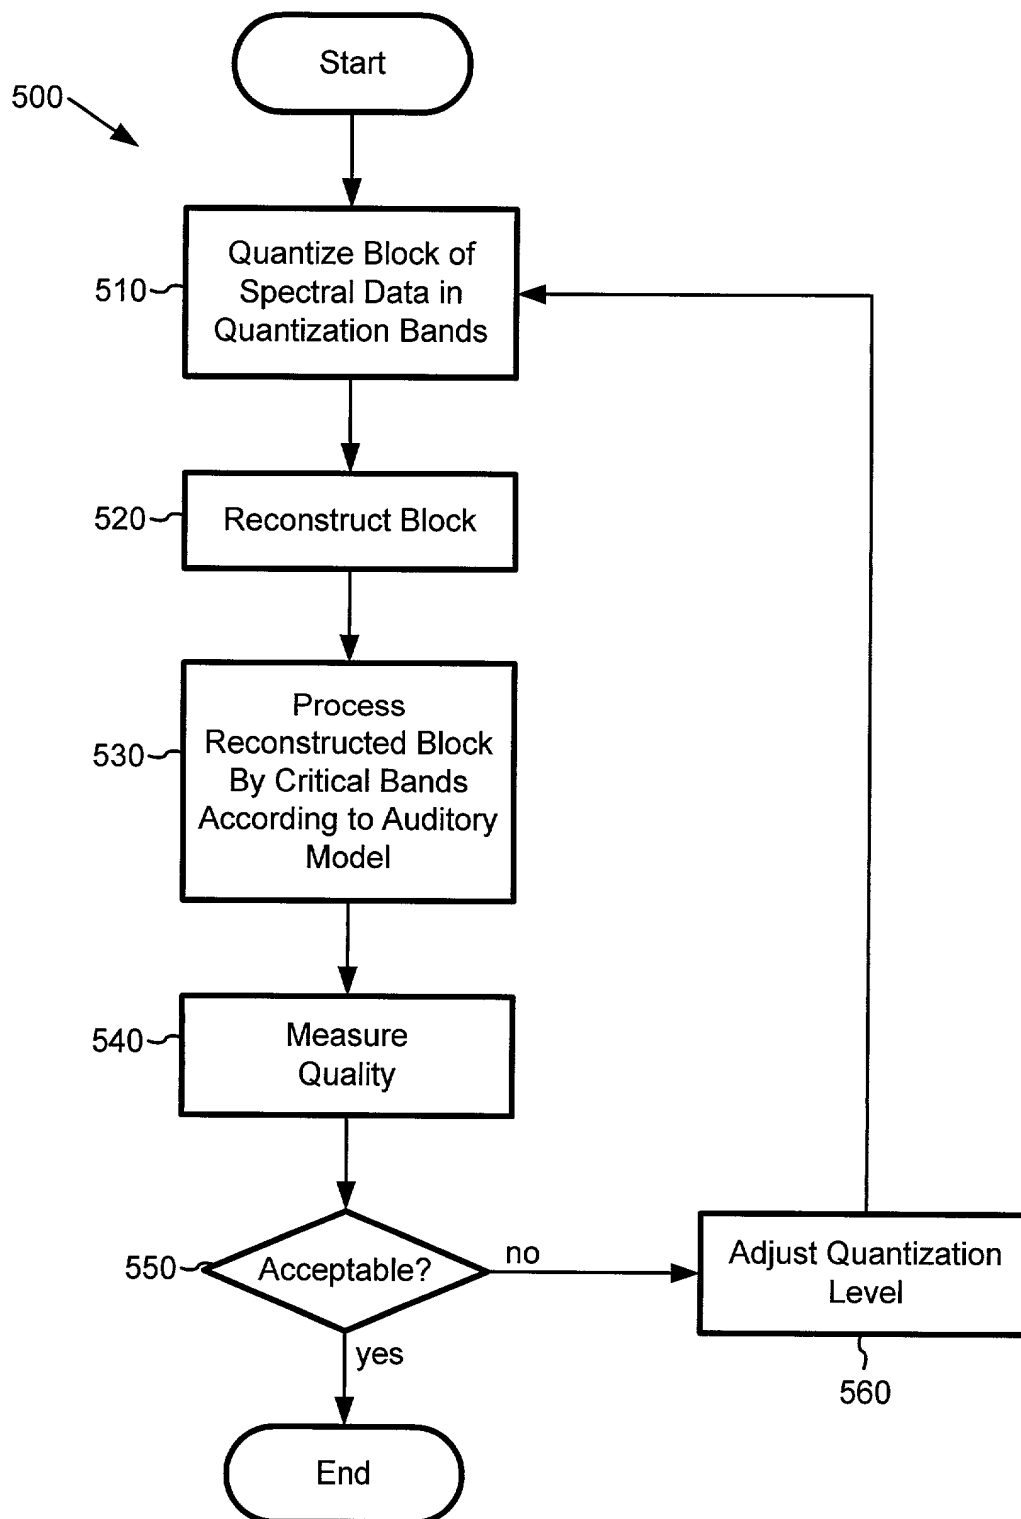 Start
500
Quantize Block of
Spectral Data in
Quantization Bands
510
Reconstruct Block
520
Process
Reconstructed Block
By Critical Bands
According to Auditory
Model
530
Measure
Quality
540
Acceptable?
550
no
Adjust Quantization
Level
560
yes
End